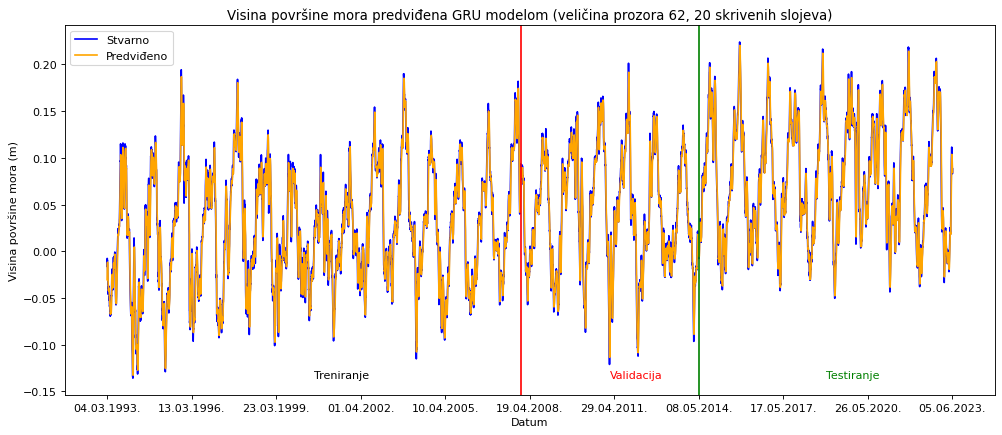 Visina površine mora predviđena GRU modelom (veličina prozora 62, 20 skrivenih slojeva)
Stvarno
Predviđeno
Visina površine mora (m)
0.20
0.15
0.10
0.05
0.00
−0.05
−0.10
−0.15
Treniranje
Validacija
Testiranje
04.03.1993. 13.03.1996. 23.03.1999. 01.04.2002. 10.04.2005. 19.04.2008. 29.04.2011. 08.05.2014. 17.05.2017. 26.05.2020. 05.06.2023.
Datum